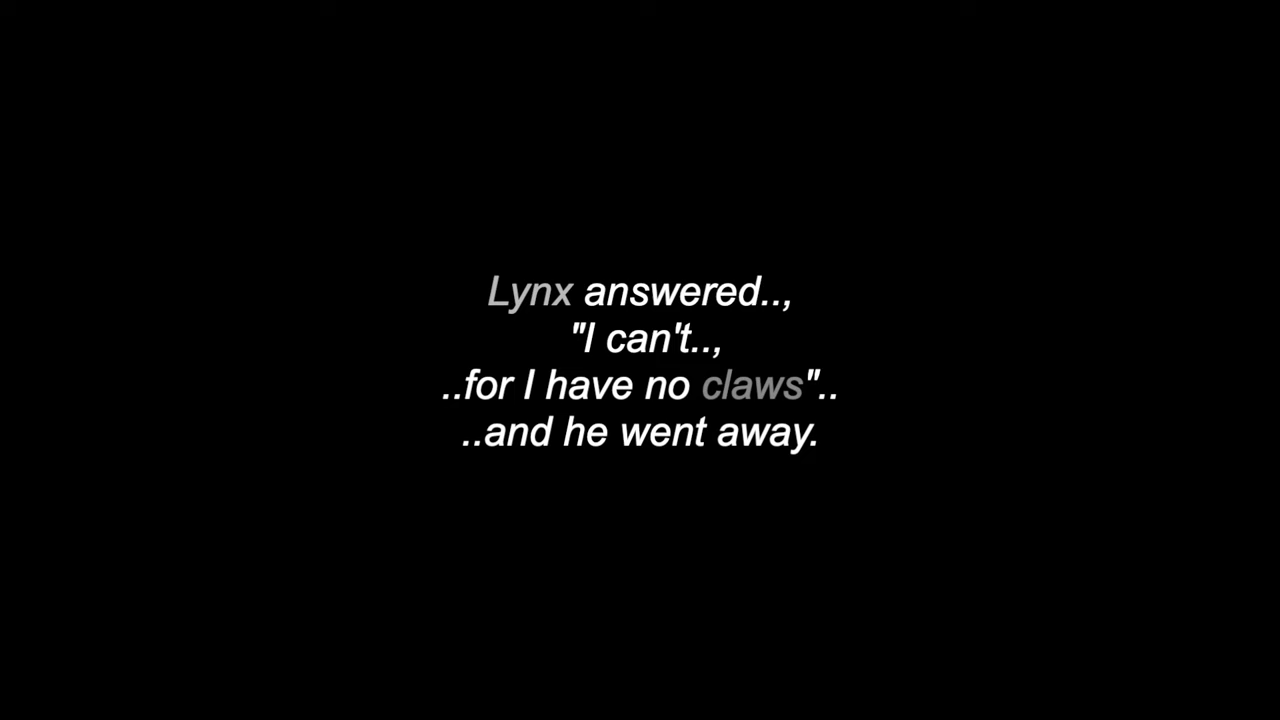 Lynx answered..,
"I can't..,
..for I have no claws"..
..and he went away.